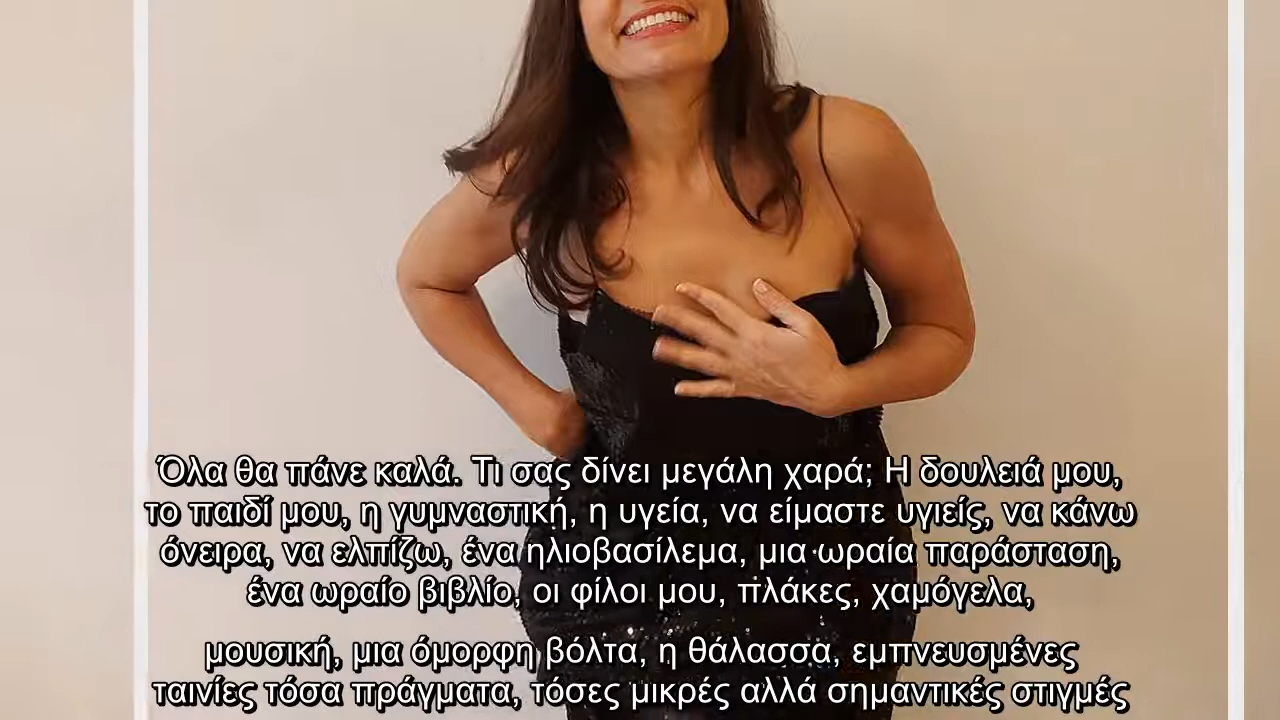 Όλα θα πάνε καλά. Τι σας δίνει μεγάλη χαρά; Η δουλειά μου,
το παιδί μου, η γυμναστική, η υγεία, να είμαστε υγιείς, να κάνω
όνειρα, να ελπίζω, ένα ηλιοβασίλεμα, μια ωραία παράσταση,
ένα ωραίο βιβλίο, οι φίλοι μου, πλάκες, χαμόγελα,
μουσική, μια όμορφη βόλτα, η θάλασσα, εμπνευσμένες
ταινίες τόσα πράγματα, τόσες μικρές αλλά σημαντικές στιγμές